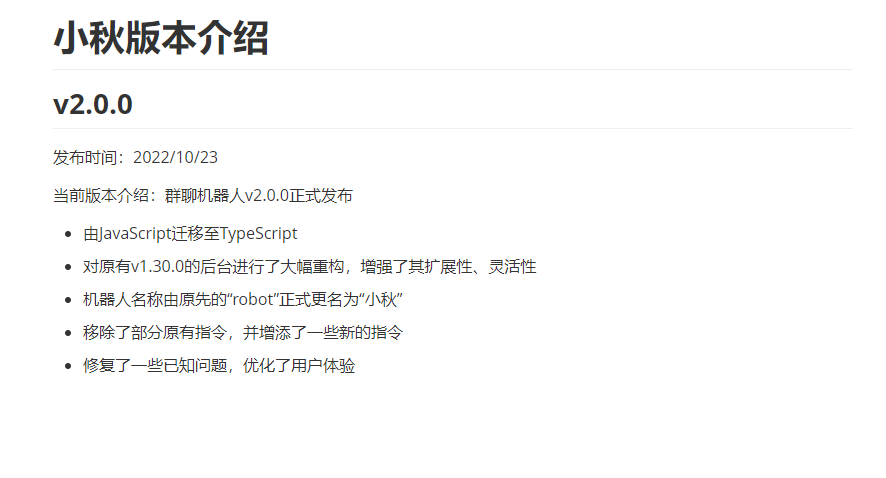 小秋版本介绍
v2.0.0
发布时间：2022/10/23
当前版本介绍：群聊机器人v2.0.0正式发布
由JavaScript迁移至TypeScript
对原有v1.30.0的后台进行了大幅重构，增强了其扩展性、灵活性
机器人名称由原先的“robot”正式更名为“小秋”
移除了部分原有指令，并增添了一些新的指令
修复了一些已知问题，优化了用户体验